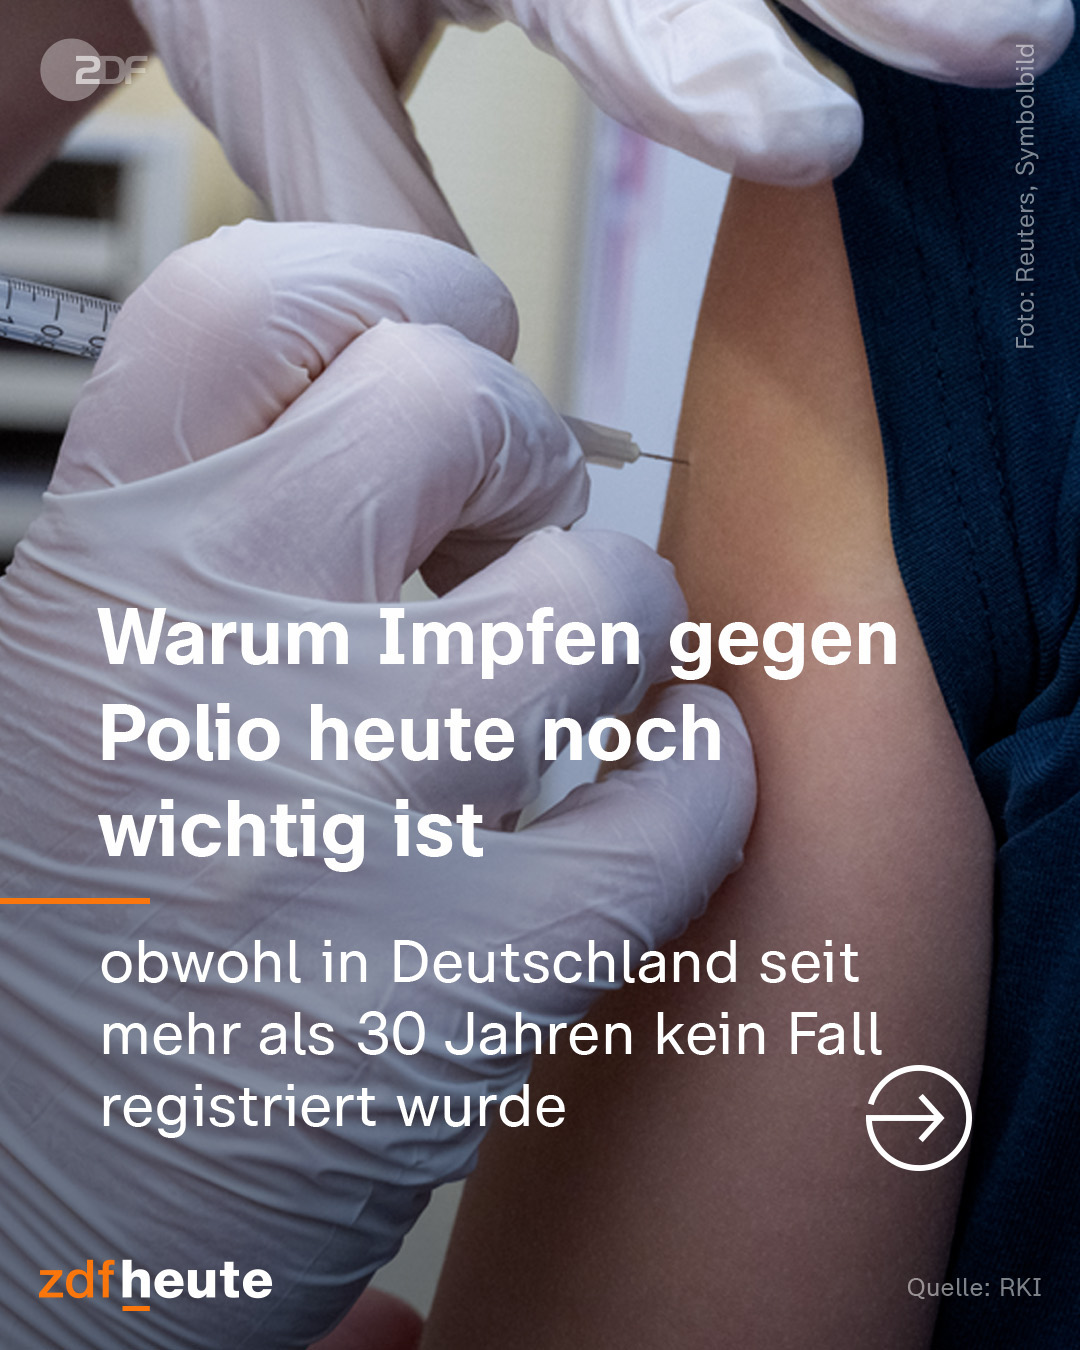 ZDF
Foto: Reuters, Symbolbild
Warum Impfen gegen
Polio heute noch
wichtig ist
obwohl in Deutschland seit
mehr als 30 Jahren kein Fall
registriert wurde
zdfheute
Quelle: RKI